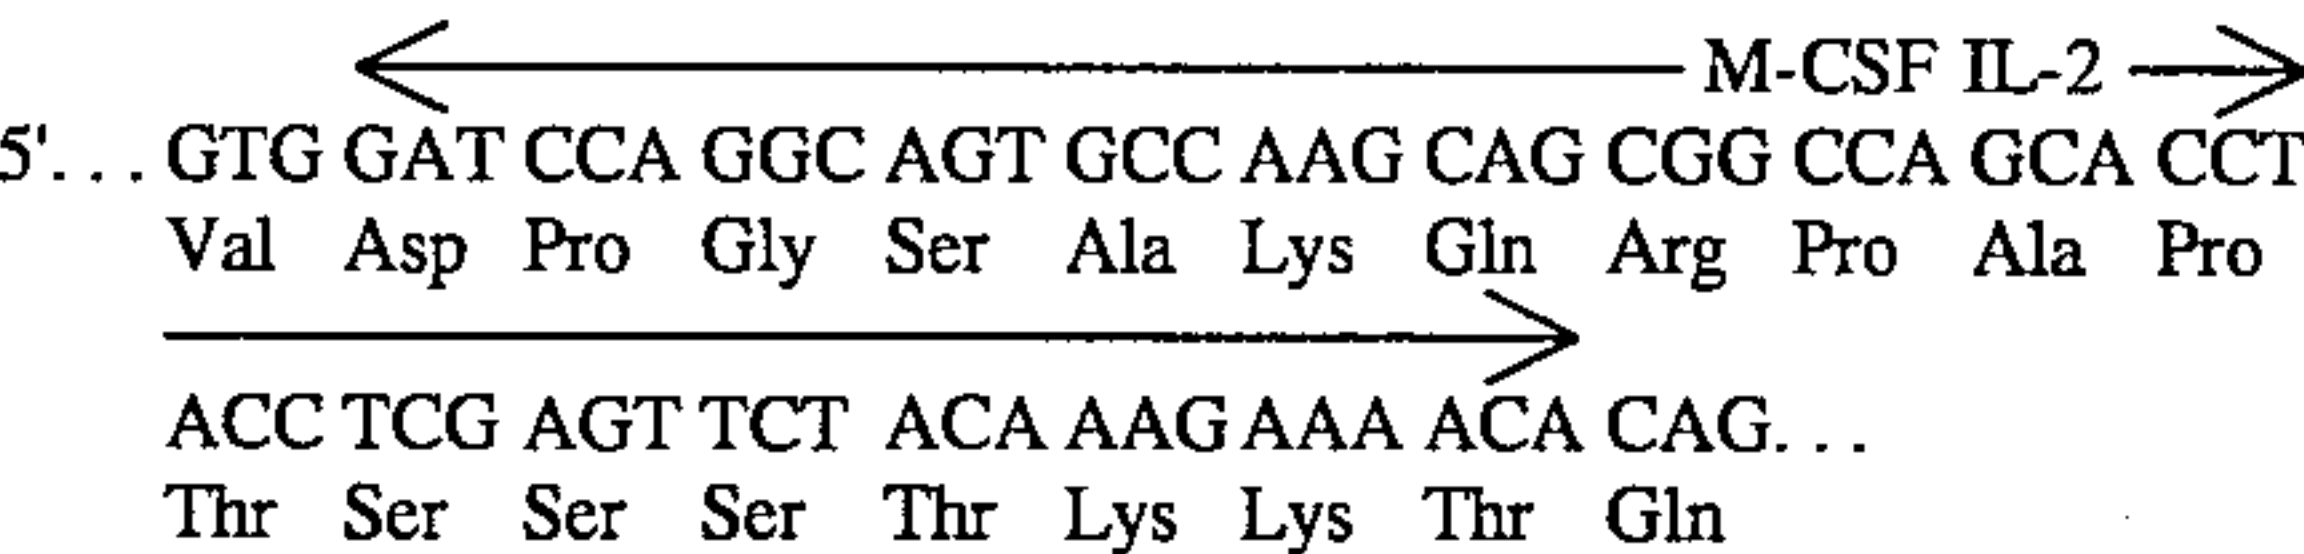 M-CSF IL-2
5'... GTG GAT CCA GGC AGT GCC AAG CAG CGG CCA GCA CCT
Val Asp Pro Gly Ser Ala Lys Gln Arg Pro Ala Pro
ACC TCG AGT TCT ACA AAG AAA ACA CAG...
Thr Ser Ser Ser Thr Lys Lys Thr Gln